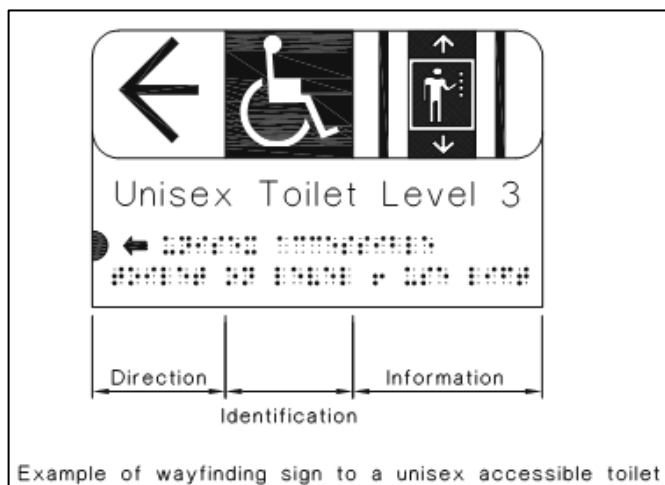 Unisex Toilet Level 3
Direction
Information
Identification
Example of wayfinding sign to a unisex accessible toilet